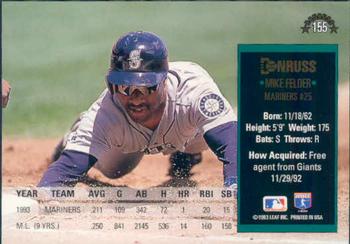 155
DONRUSS
MIKE FELDER
MARINERS #25
Born: 11/18/62
Height: 5'9" Weight: 175
Bats: S Throws: R
How Acquired: Free
agent from Giants
11/29/92
YEAR TEAM AVG G AB H HR RBI SB
1993 MARINERS .211 109 342 72 1 20 15
M.L. (9 YRS.) .250 841 2145 536 14 160 158
©1993 LEAF, INC. PRINTED IN USA